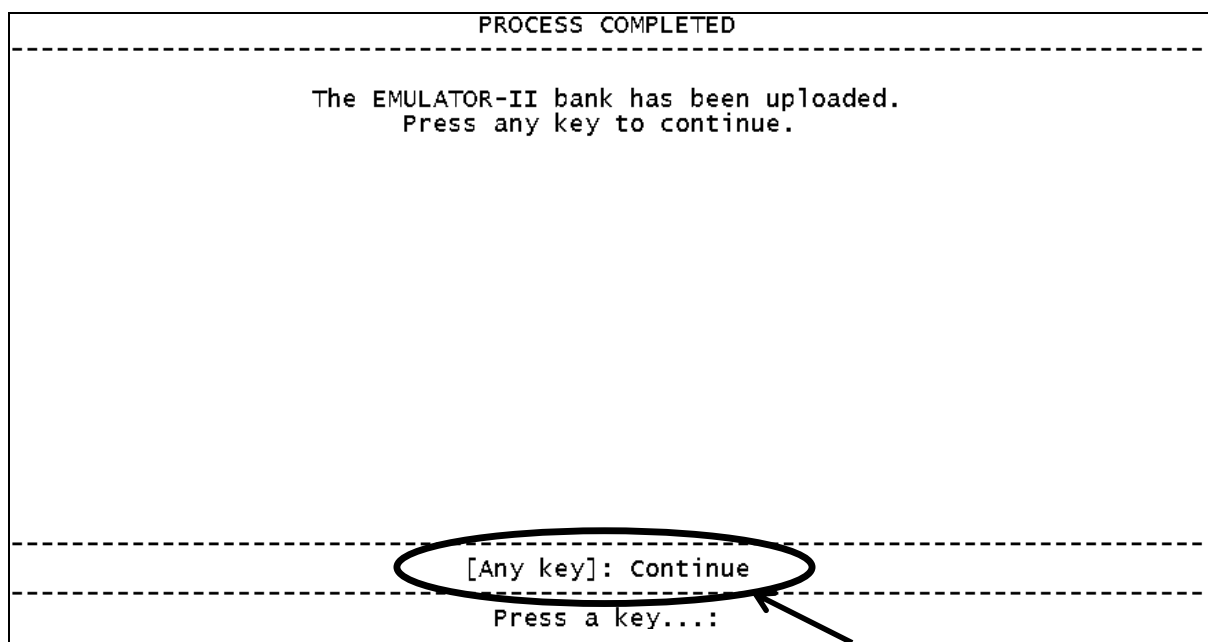 PROCESS COMPLETED
The EMULATOR-II bank has been uploaded.
Press any key to continue.
[Any key]: Continue
Press a key...: